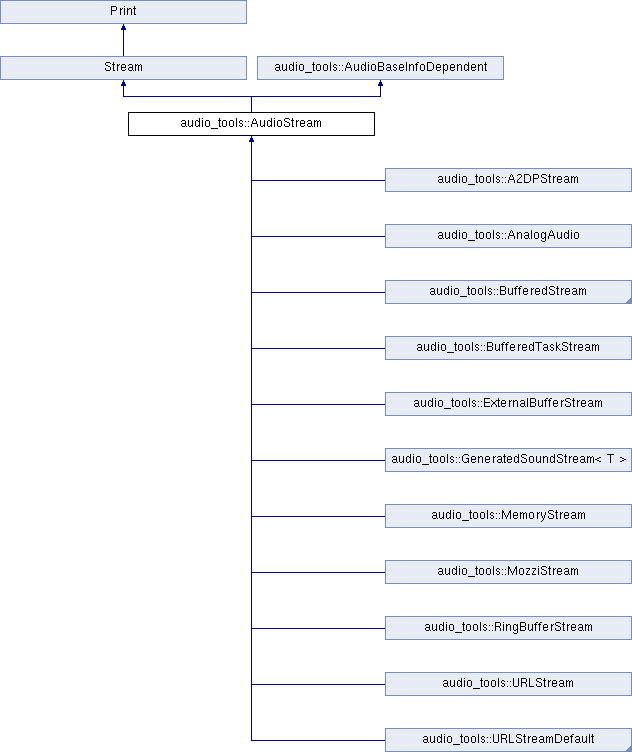 Print
Stream
audio_tools::AudioBaseInfoDependent
audio_tools::AudioStream
audio_tools::A2DPStream
audio_tools::AnalogAudio
audio_tools::BufferedStream
audio_tools::BufferedTaskStream
audio_tools::ExternalBufferStream
audio_tools::GeneratedSoundStream< T >
audio_tools::MemoryStream
audio_tools::MozziStream
audio_tools::RingBufferStream
audio_tools::URLStream
audio_tools::URLStreamDefault